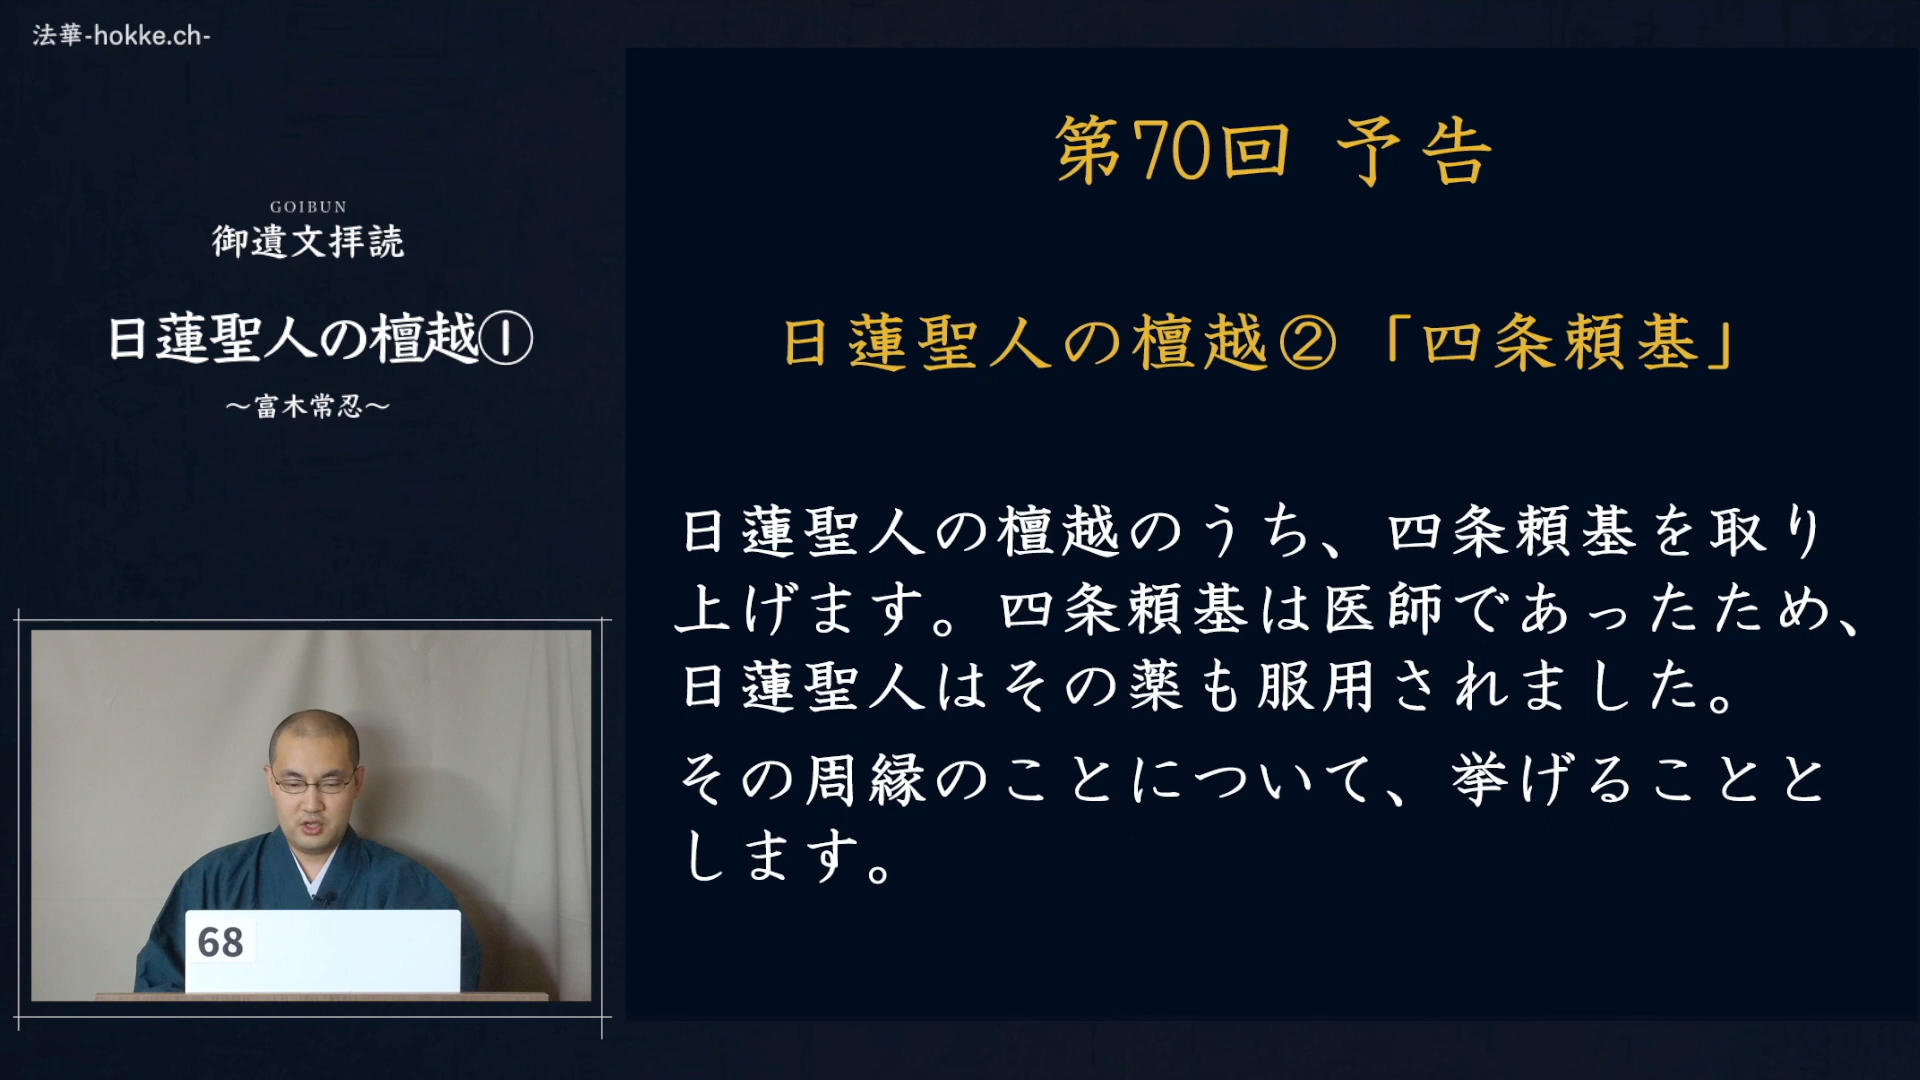 法華-hokke.ch-
GOIBUN
御遺文拝読
日蓮聖人の檀越①
〜富木常忍〜
68
第70回 予告
日蓮聖人の檀越②「四条頼基」
日蓮聖人の檀越のうち、四条頼基を取り
上げます。四条頼基は医師であったため、
日蓮聖人はその薬も服用されました。
その周縁のことについて、挙げることと
します。